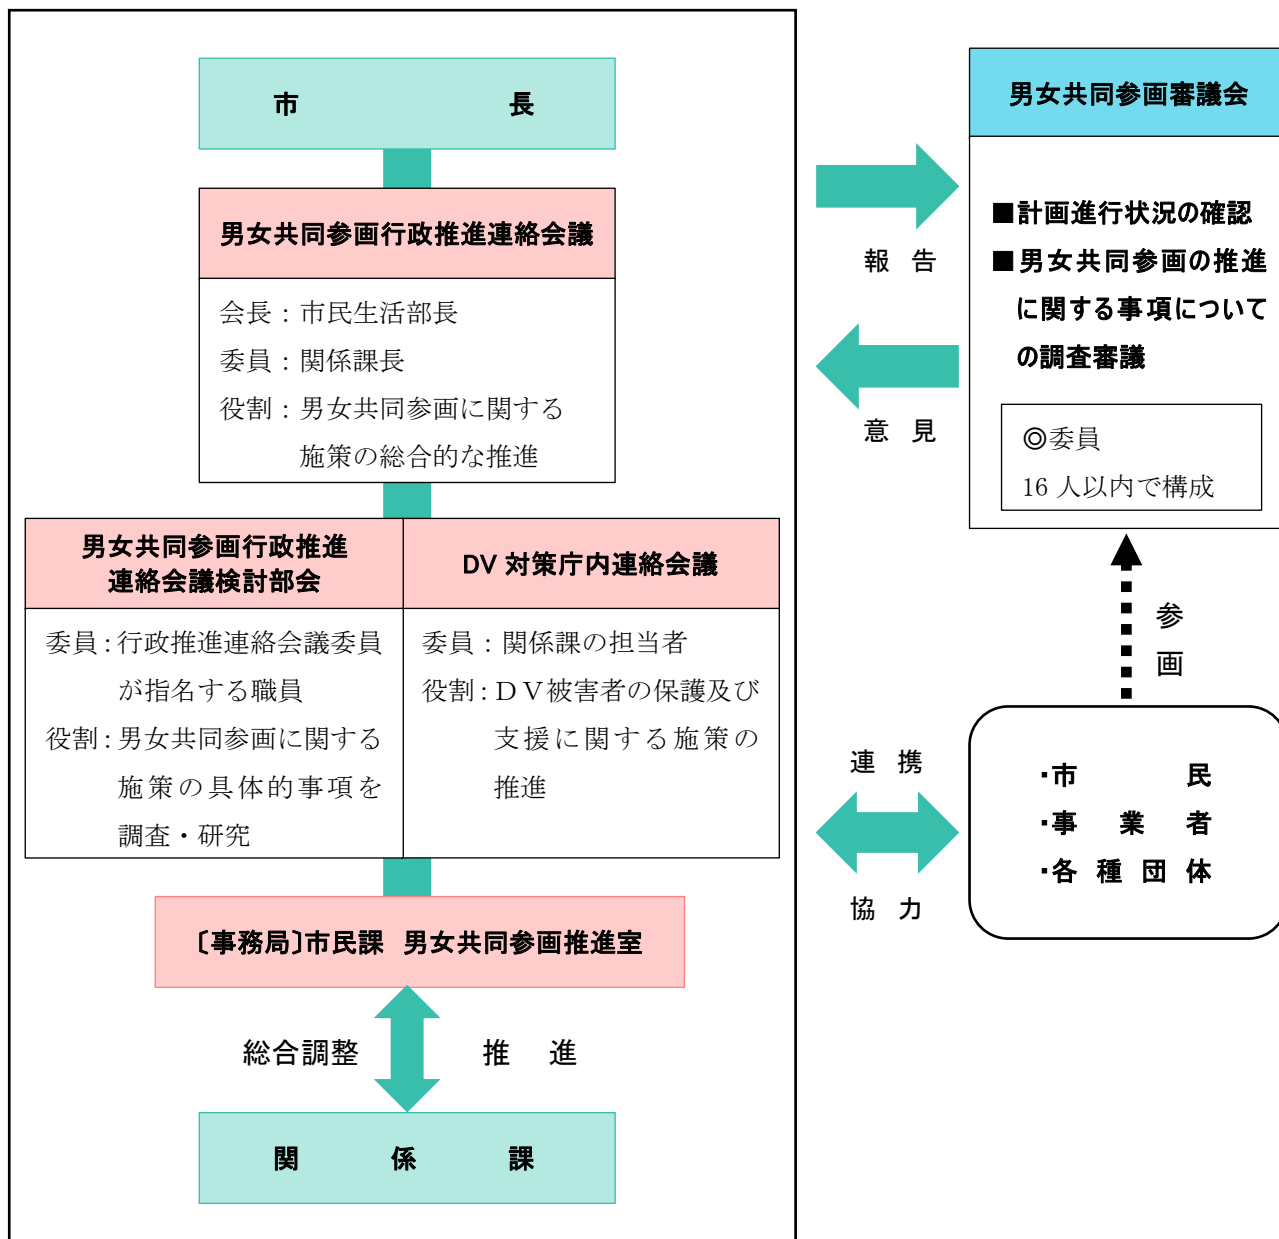 市長
男女共同参画行政推進連絡会議
会長：市民生活部長
委員：関係課長
役割：男女共同参画に関する
施策の総合的な推進
男女共同参画行政推進
連絡会議検討部会
委員：行政推進連絡会議委員
が指名する職員
役割：男女共同参画に関する
施策の具体的事項を
調査・研究
DV 対策庁内連絡会議
委員：関係課の担当者
役割：ＤＶ被害者の保護及び
支援に関する施策の
推進
〔事務局〕市民課 男女共同参画推進室
総合調整 推進
関係課
報告
意見
男女共同参画審議会
■計画進行状況の確認
■男女共同参画の推進
に関する事項について
の調査審議
◎委員
16 人以内で構成
参画
連携
協力
・市民
・事業者
・各種団体